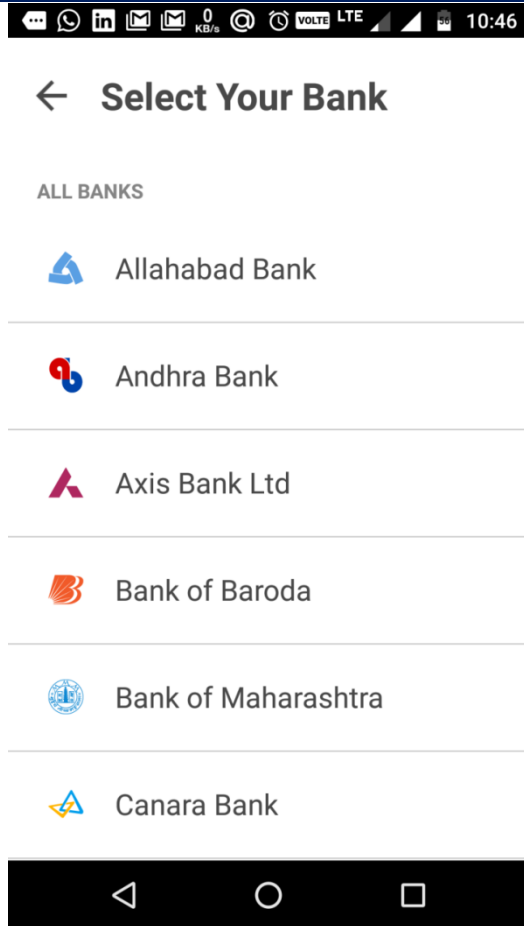 0 KB/s VOLTE LTE 56 10:46
Select Your Bank
ALL BANKS
Allahabad Bank
Andhra Bank
Axis Bank Ltd
Bank of Baroda
Bank of Maharashtra
Canara Bank